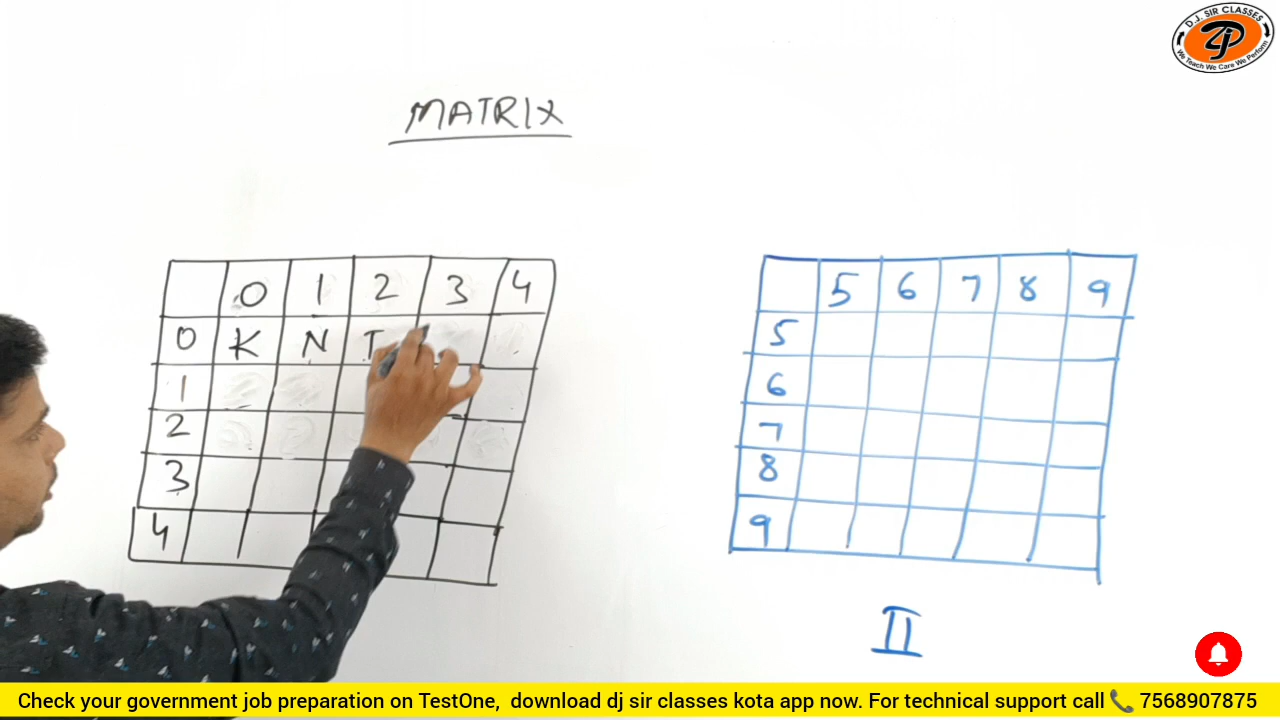 D.J. SIR CLASSES
ZJ
We Teach We Care We Perform
MATRIX
0 1 2 3 4
0 K N T
1
2
3
4
5 6 7 8 9
5
6
7
8
9
II
Check your government job preparation on TestOne, download dj sir classes kota app now. For technical support call 7568907875